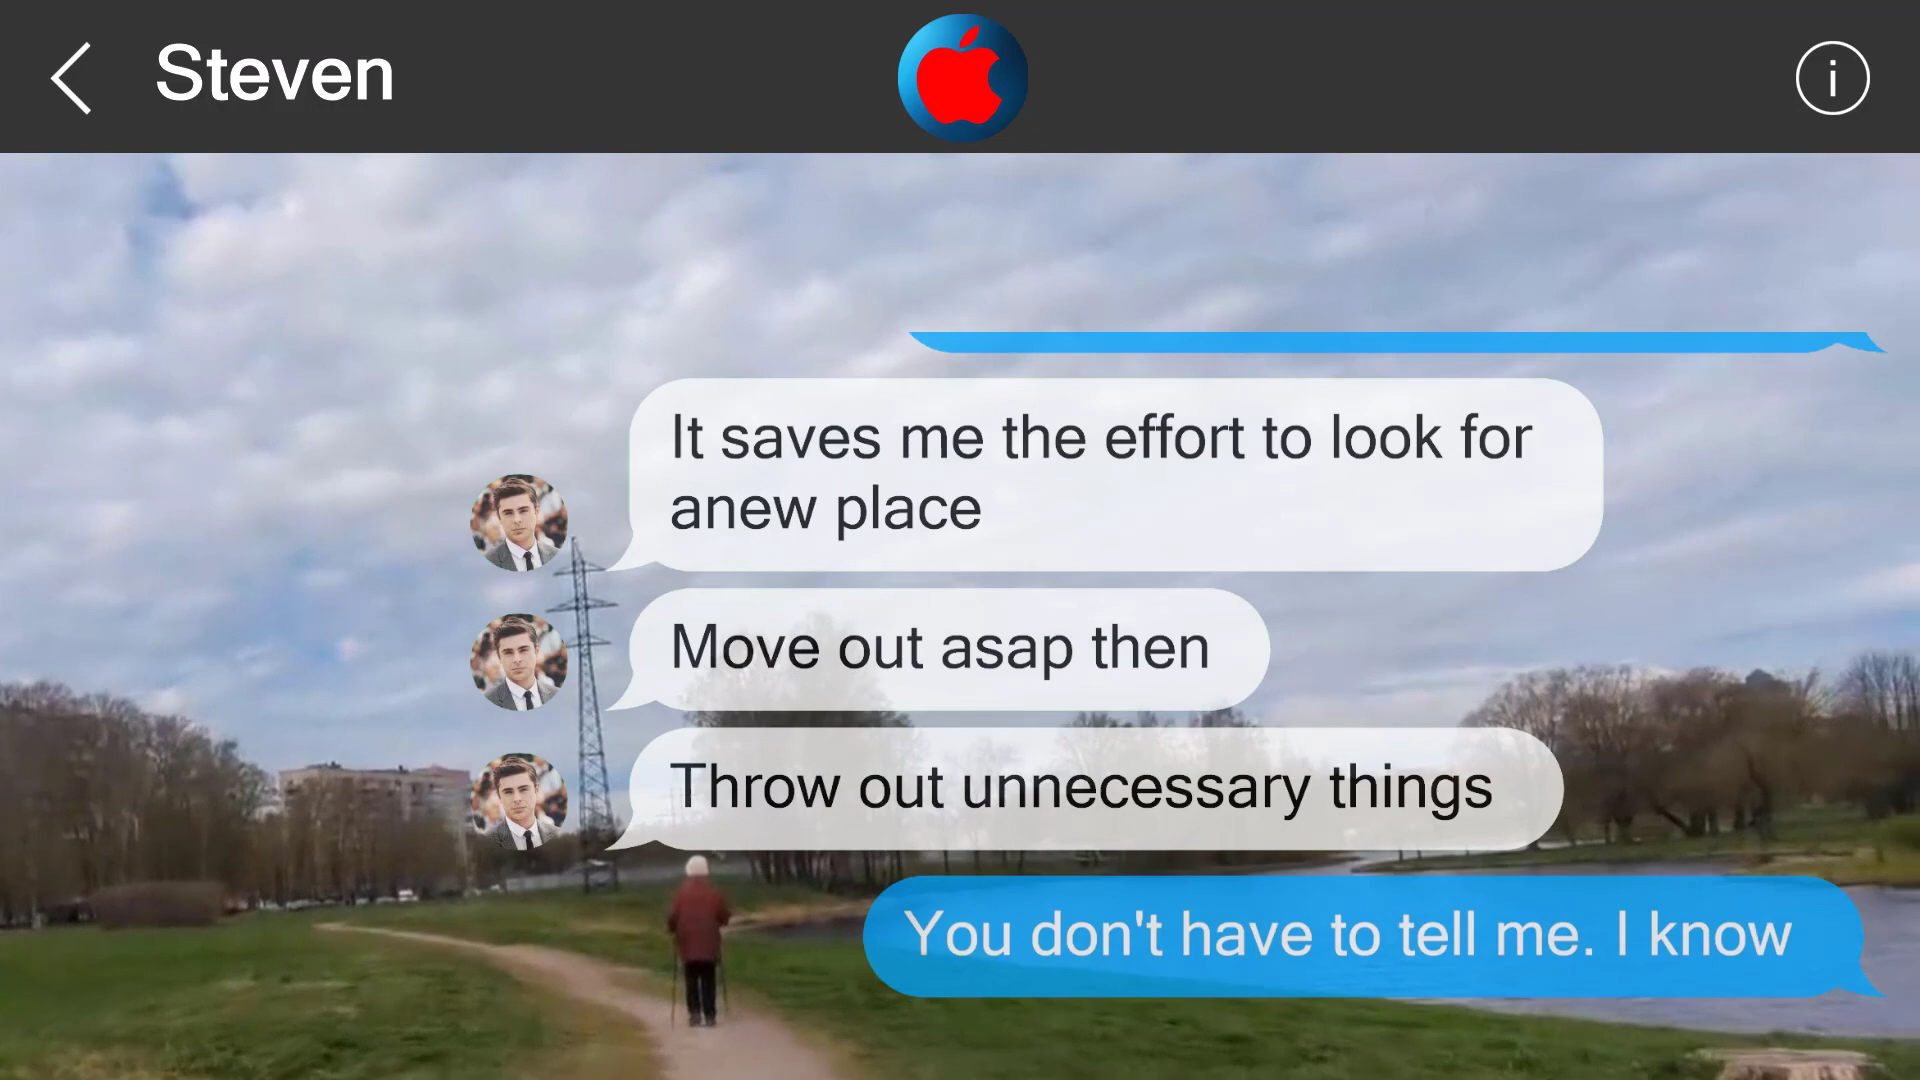 Steven
i
It saves me the effort to look for
anew place
Move out asap then
Throw out unnecessary things
You don't have to tell me. I know